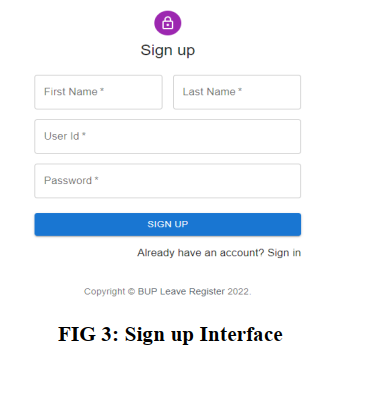 Sign up
First Name * Last Name *
User Id *
Password *
SIGN UP
Already have an account? Sign in
Copyright © BUP Leave Register 2022.
FIG 3: Sign up Interface